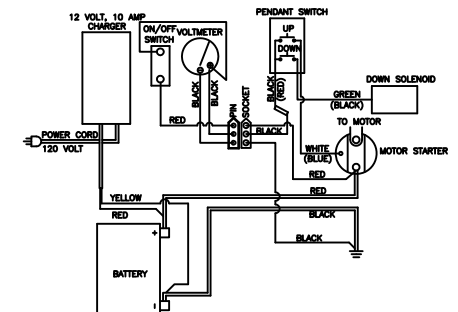 PENDANT SWITCH
12 VOLT, 10 AMP
CHARGER
ON/OFF
SWITCH
VOLTMETER
UP
DOWN
DOWN SOLENOID
GREEN
(BLACK)
BLACK
BLACK
BLACK
(RED)
PIN
SOCKET
RED
BLACK
TO MOTOR
MOTOR STARTER
WHITE
(BLUE)
POWER CORD
120 VOLT
RED
RED
YELLOW
RED
BLACK
BLACK
+
BATTERY
-